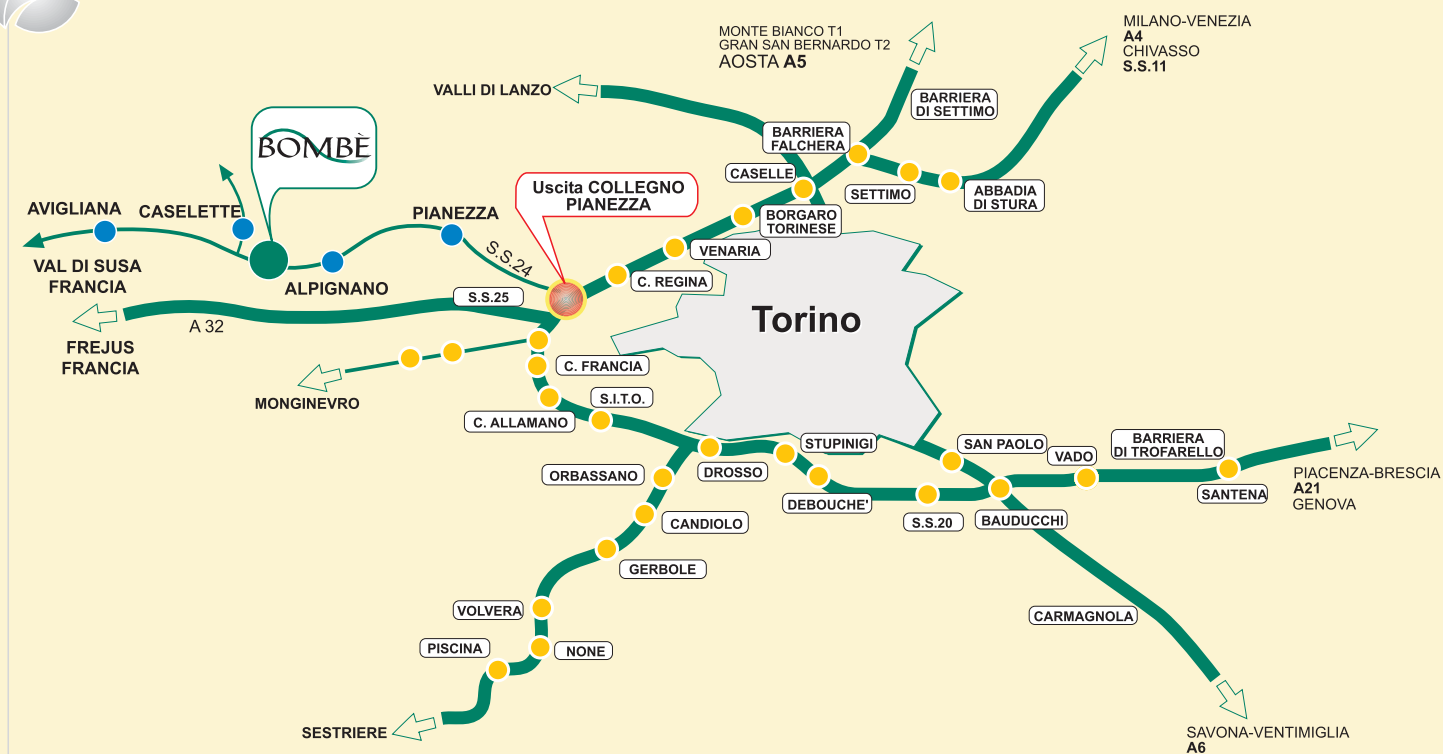 MONTE BIANCO T1
GRAN SAN BERNARDO T2
AOSTA A5
MILANO-VENEZIA
A4
CHIVASSO
S.S.11
VALLI DI LANZO
BARRIERA
DI SETTIMO
BARRIERA
FALCHERA
BOMBÈ
CASELLE
SETTIMO
ABBADIA
DI STURA
Uscita COLLEGNO
PIANEZZA
AVIGLIANA
CASELETTE
PIANEZZA
BORGARO
TORINESE
VENARIA
S.S.24
C. REGINA
VAL DI SUSA
FRANCIA
ALPIGNANO
S.S.25
A 32
Torino
FREJUS
FRANCIA
C. FRANCIA
MONGINEVRO
S.I.T.O.
C. ALLAMANO
STUPINIGI
SAN PAOLO
VADO
BARRIERA
DI TROFARELLO
ORBASSANO
DROSSO
PIACENZA-BRESCIA
A21
GENOVA
DEBOUCHE'
S.S.20
BAUDUCCHI
SANTENA
CANDIOLO
GERBOLE
VOLVERA
CARMAGNOLA
PISCINA
NONE
SESTRIERE
SAVONA-VENTIMIGLIA
A6